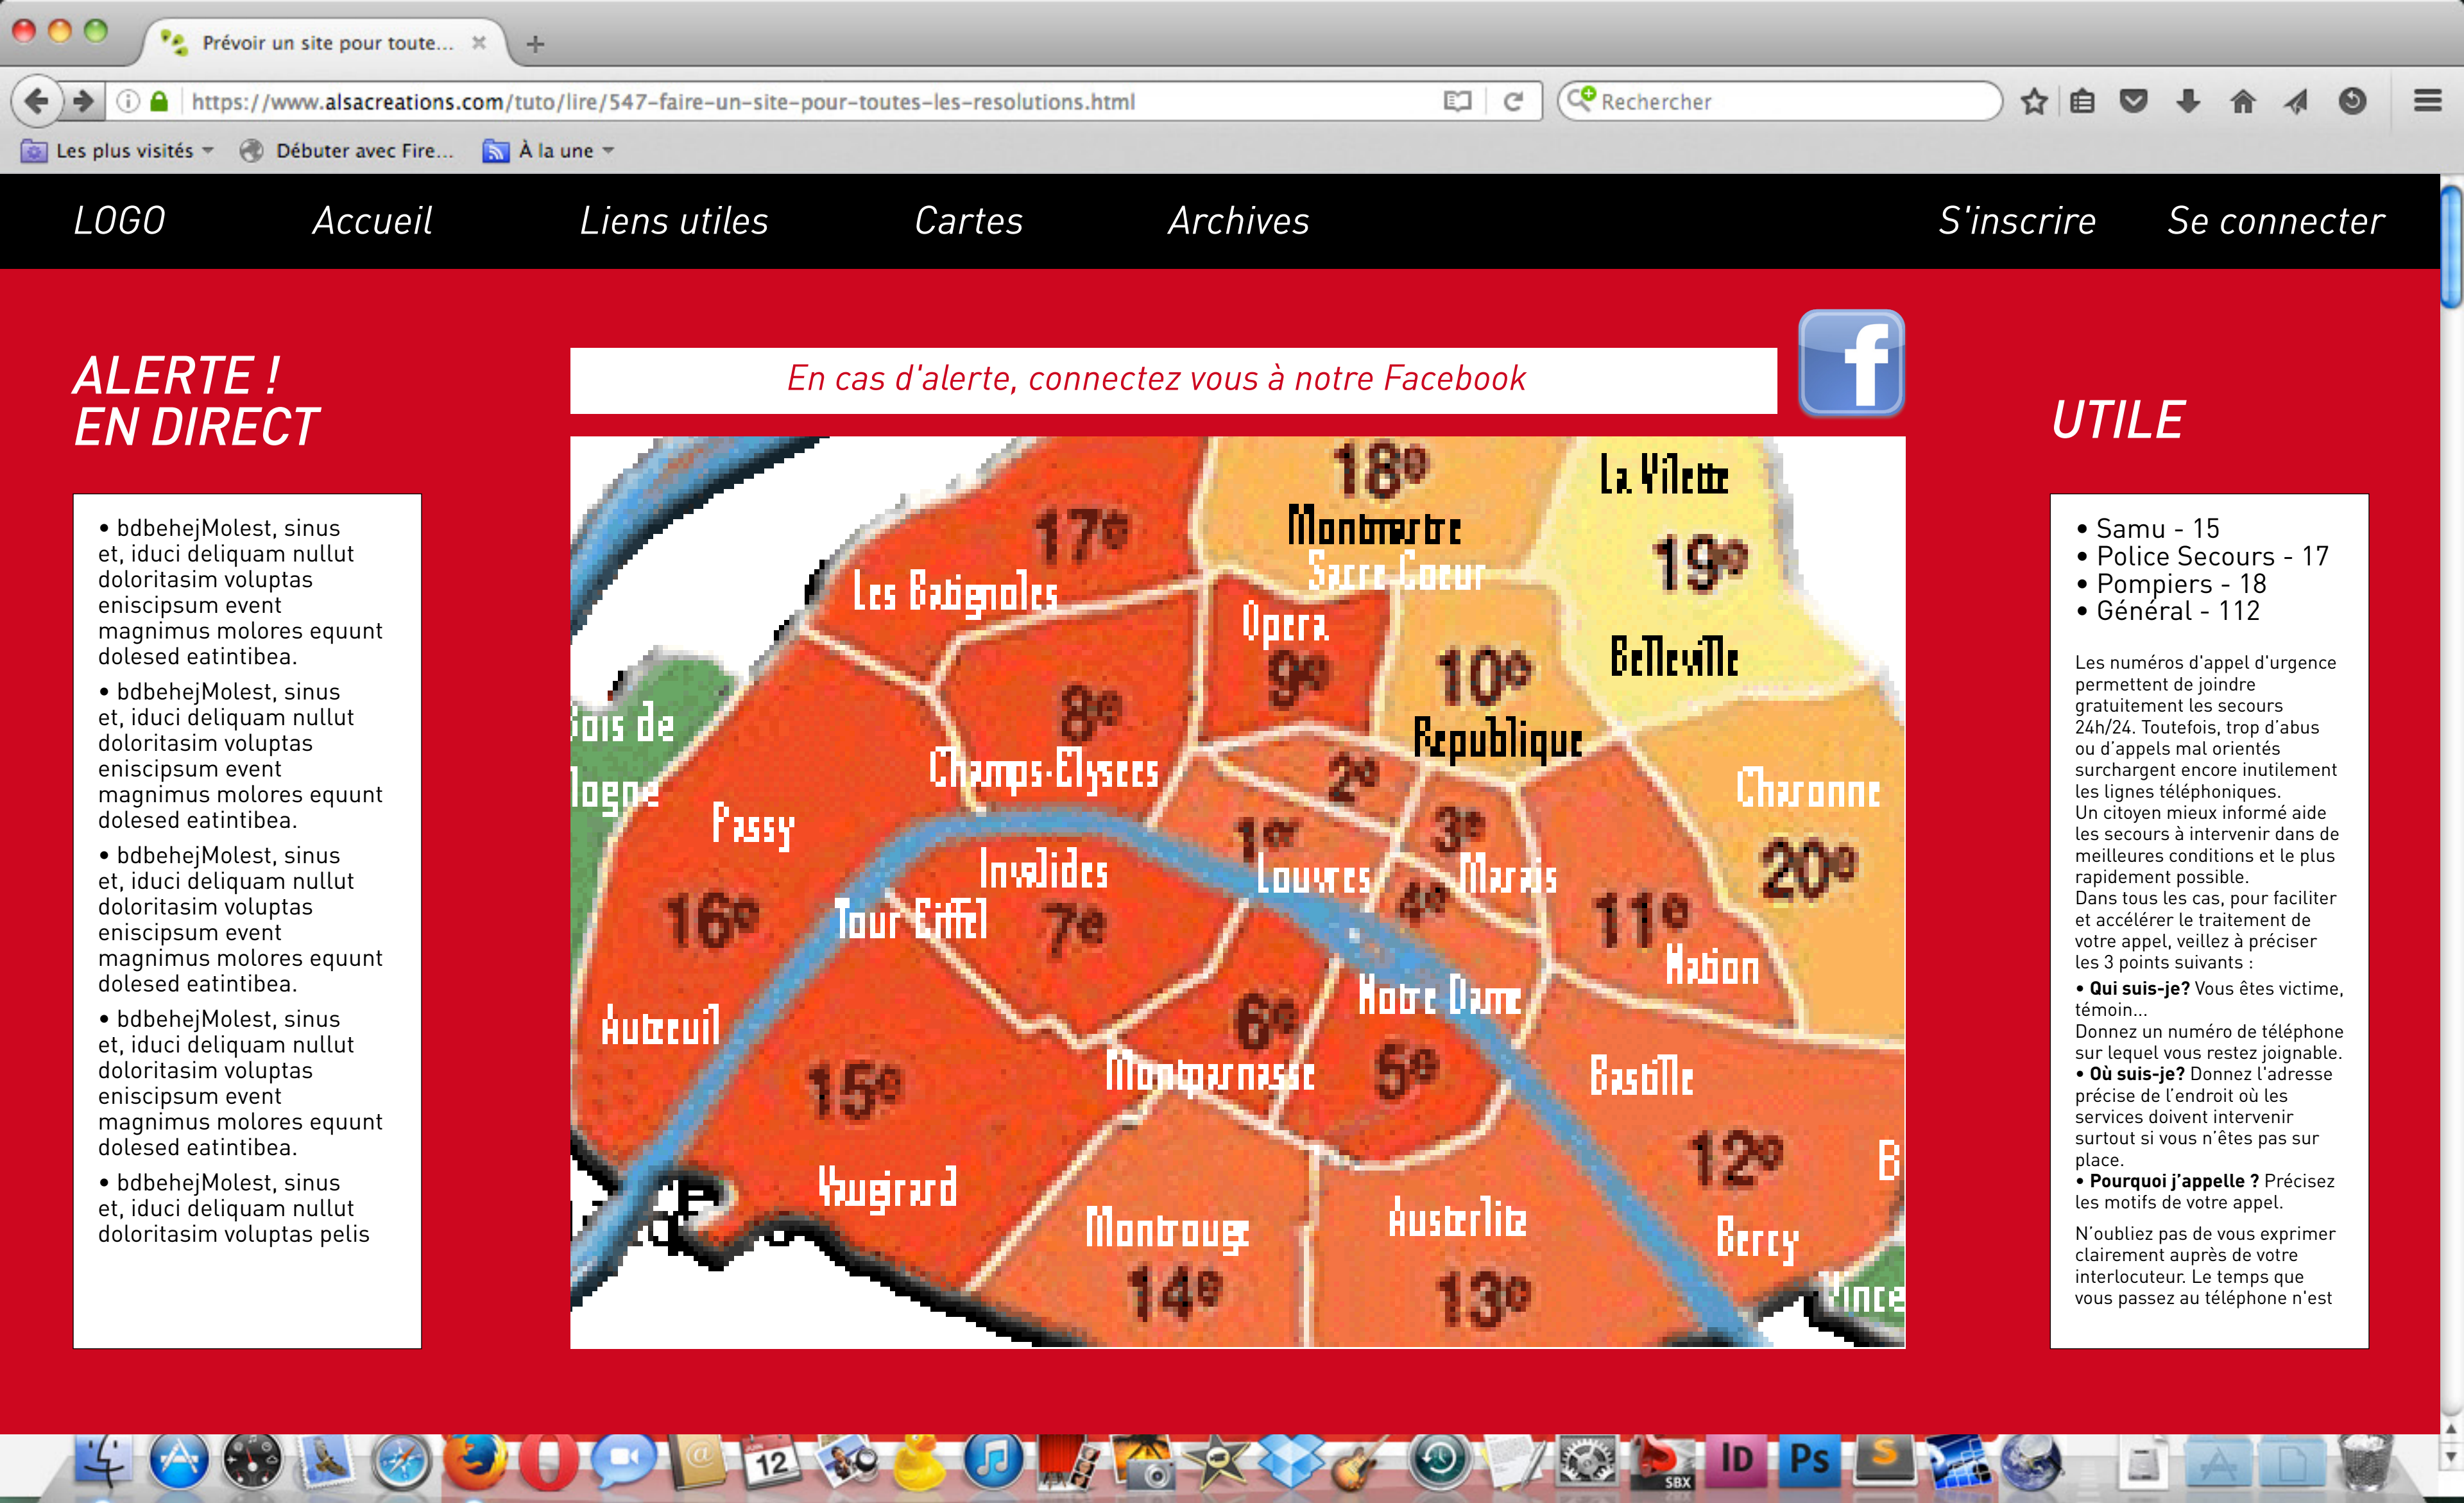 Prévoir un site pour toute...
https://www.alsacreations.com/tuto/lire/547-faire-un-site-pour-toutes-les-resolutions.html
Rechercher
Les plus visités
Débuter avec Fire...
À la une
LOGO
Accueil
Liens utiles
Cartes
Archives
S'inscrire
Se connecter
ALERTE !
EN DIRECT
• bdbehejMolest, sinus
et, iduci deliquam nullut
doloritasim voluptas
eniscipsum event
magnimus molores equunt
dolesed eatintibea.
• bdbehejMolest, sinus
et, iduci deliquam nullut
doloritasim voluptas
eniscipsum event
magnimus molores equunt
dolesed eatintibea.
• bdbehejMolest, sinus
et, iduci deliquam nullut
doloritasim voluptas
eniscipsum event
magnimus molores equunt
dolesed eatintibea.
• bdbehejMolest, sinus
et, iduci deliquam nullut
doloritasim voluptas
eniscipsum event
magnimus molores equunt
dolesed eatintibea.
• bdbehejMolest, sinus
et, iduci deliquam nullut
doloritasim voluptas pelis
En cas d'alerte, connectez vous à notre Facebook
f
18e
La Vilette
17e
Montmartre
Sacre Coeur
19e
Les Batignoles
Opera
9e
10e
Belleville
8e
Bois de
Republique
Champs-Elysees
2e
Charonne
logne
Passy
1er
3e
Invalides
Louvres
Marais
20e
16e
Tour Eiffel
7e
4e
11e
Nation
Notre Dame
Auteuil
6e
5e
Montparnasse
Bastille
15e
12e
B
Vaugirard
Montrouge
Austerlitz
Bercy
14e
13e
Vince
UTILE
• Samu - 15
• Police Secours - 17
• Pompiers - 18
• Général - 112
Les numéros d'appel d'urgence
permettent de joindre
gratuitement les secours
24h/24. Toutefois, trop d'abus
ou d'appels mal orientés
surchargent encore inutilement
les lignes téléphoniques.
Un citoyen mieux informé aide
les secours à intervenir dans de
meilleures conditions et le plus
rapidement possible.
Dans tous les cas, pour faciliter
et accélérer le traitement de
votre appel, veillez à préciser
les 3 points suivants :
• Qui suis-je? Vous êtes victime,
témoin...
Donnez un numéro de téléphone
sur lequel vous restez joignable.
• Où suis-je? Donnez l'adresse
précise de l'endroit où les
services doivent intervenir
surtout si vous n'êtes pas sur
place.
• Pourquoi j'appelle ? Précisez
les motifs de votre appel.
N'oubliez pas de vous exprimer
clairement auprès de votre
interlocuteur. Le temps que
vous passez au téléphone n'est
12
SBX
ID
Ps
S